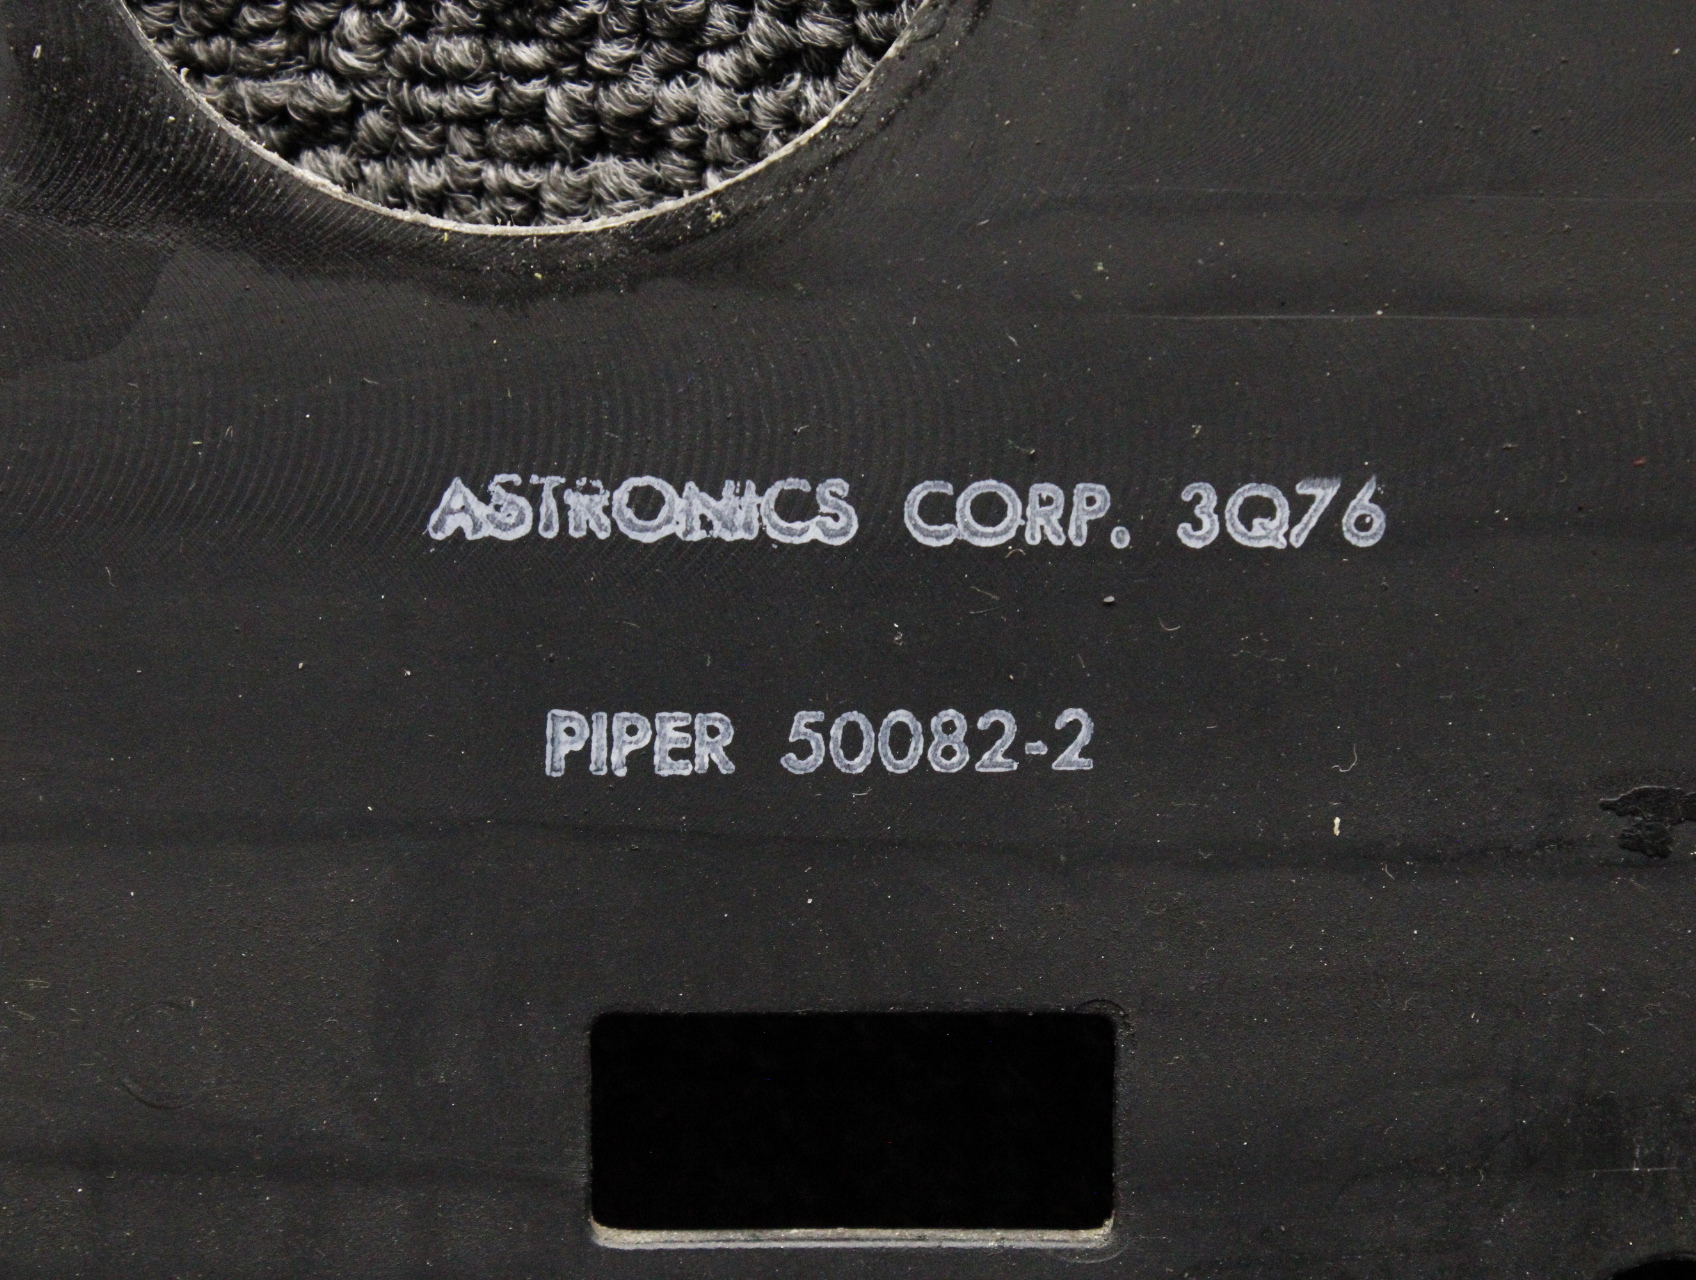 ASTRONICS CORP. 3Q76
PIPER 50082-2